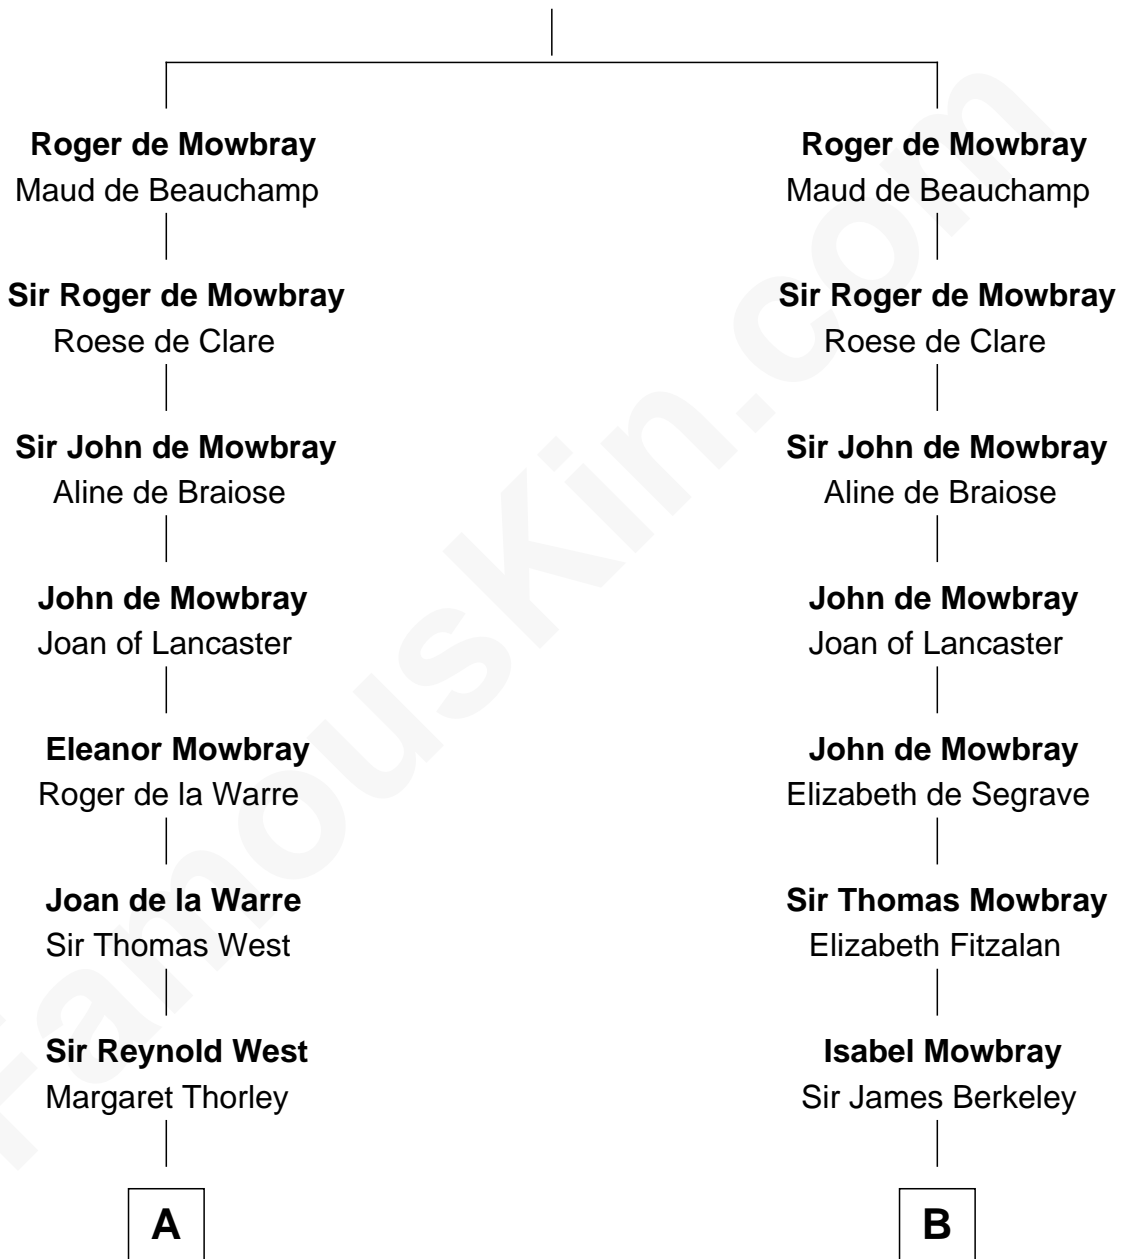 Roger de Mowbray
Maud de Beauchamp
Sir Roger de Mowbray
Roese de Clare
Sir John de Mowbray
Aline de Braiose
John de Mowbray
Joan of Lancaster
Eleanor Mowbray
Roger de la Warre
Joan de la Warre
Sir Thomas West
Sir Reynold West
Margaret Thorley
A
Roger de Mowbray
Maud de Beauchamp
Sir Roger de Mowbray
Roese de Clare
Sir John de Mowbray
Aline de Braiose
John de Mowbray
Joan of Lancaster
John de Mowbray
Elizabeth de Segrave
Sir Thomas Mowbray
Elizabeth Fitzalan
Isabel Mowbray
Sir James Berkeley
B
FamousKin.com